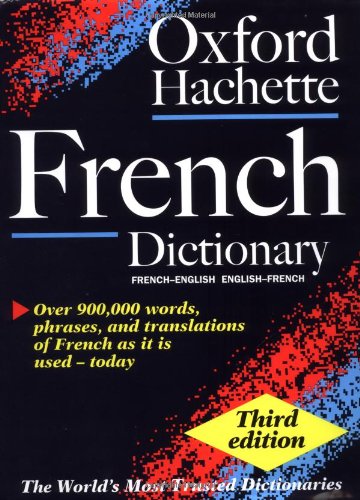 Oxford
Hachette
French
Dictionary
FRENCH–ENGLISH ENGLISH–FRENCH
Over 900,000 words,
phrases, and translations
of French as it is
used – today
Third
edition
The World's Most Trusted Dictionaries